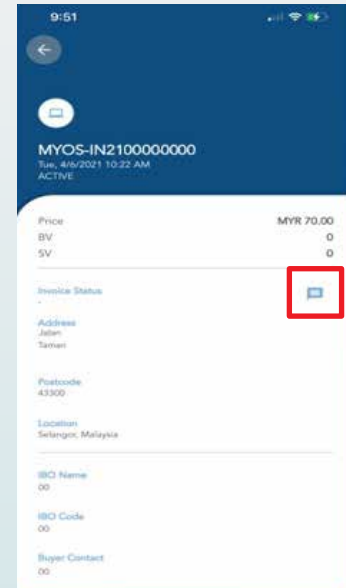 9:51
MYOS-IN2100000000
Tue, 4/6/2021 10:22 AM
ACTIVE
Price MYR 70.00
BV 0
SV 0
Invoice Status
-
Address
Jalan
Taman
Postcode
43300
Location
Selangor, Malaysia
IBO Name
00
IBO Code
00
Buyer Contact
00